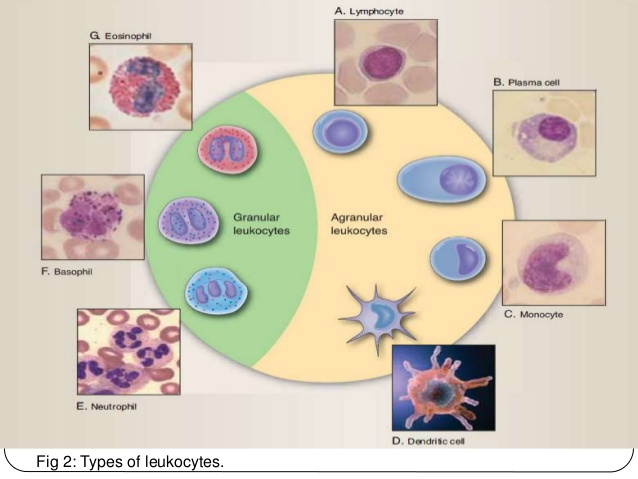 A. Lymphocyte
G. Eosinophil
B. Plasma cell
Granular
leukocytes
Agranular
leukocytes
F. Basophil
C. Monocyte
E. Neutrophil
D. Dendritic cell
Fig 2: Types of leukocytes.